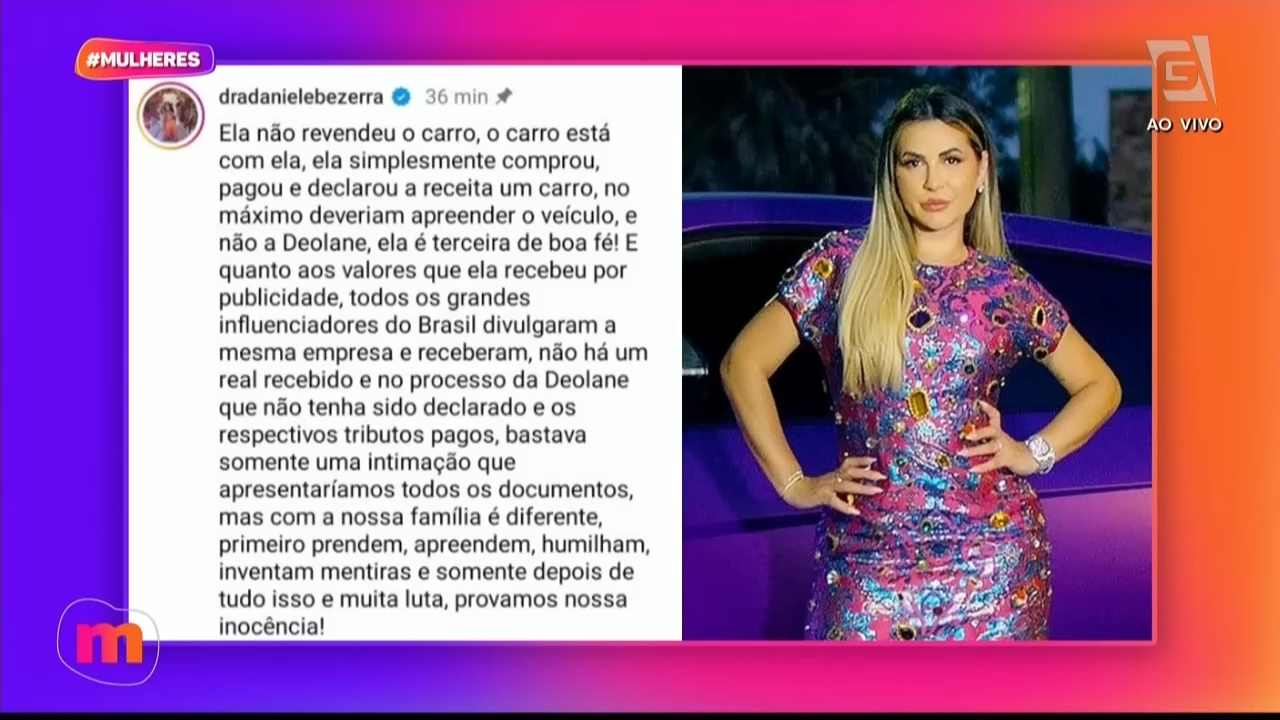 #MULHERES
dradanielebezerra 36 min
Ela não revendeu o carro, o carro está
com ela, ela simplesmente comprou,
pagou e declarou a receita um carro, no
máximo deveriam apreender o veículo, e
não a Deolane, ela é terceira de boa fé! E
quanto aos valores que ela recebeu por
publicidade, todos os grandes
influenciadores do Brasil divulgaram a
mesma empresa e receberam, não há um
real recebido e no processo da Deolane
que não tenha sido declarado e os
respectivos tributos pagos, bastava
somente uma intimação que
apresentaríamos todos os documentos,
mas com a nossa família é diferente,
primeiro prendem, apreendem, humilham,
inventam mentiras e somente depois de
tudo isso e muita luta, provamos nossa
inocência!
G
AO VIVO
m